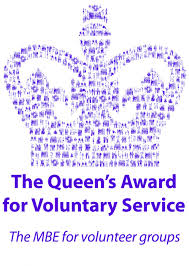 The Queen's Award
for Voluntary Service
The MBE for volunteer groups